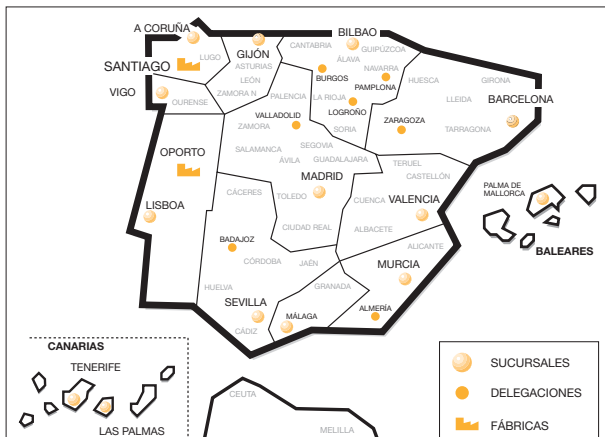 A CORUÑA
LUGO
SANTIAGO
VIGO
OURENSE
GIJÓN
ASTURIAS
LEÓN
ZAMORA N
CANTABRIA
BILBAO
ÁLAVA
GUIPÚZCOA
NAVARRA
BURGOS
PAMPLONA
PALENCIA
LA RIOJA
LOGROÑO
HUESCA
GIRONA
LLEIDA
BARCELONA
TARRAGONA
ZARAGOZA
VALLADOLID
ZAMORA
SORIA
SEGOVIA
SALAMANCA
ÁVILA
GUADALAJARA
OPORTO
MADRID
TERUEL
CASTELLÓN
CÁCERES
TOLEDO
CUENCA
VALENCIA
PALMA DE
MALLORCA
LISBOA
CIUDAD REAL
ALBACETE
BADAJOZ
ALICANTE
BALEARES
CÓRDOBA
JAÉN
MURCIA
HUELVA
GRANADA
SEVILLA
MÁLAGA
ALMERÍA
CÁDIZ
CANARIAS
TENERIFE
LAS PALMAS
CEUTA
MELILLA
SUCURSALES
DELEGACIONES
FÁBRICAS